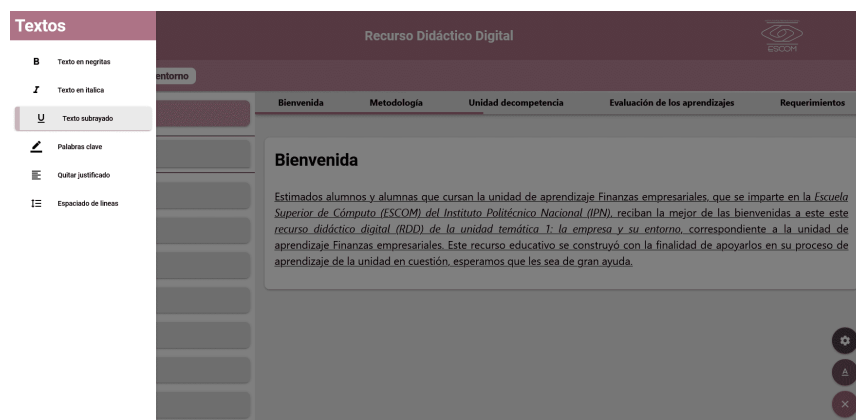 Textos
B Texto en negritas
I Texto en italica
U Texto subrayado
Palabras clave
Quitar justificado
Espaciado de lineas
Recurso Didáctico Digital
ESCOM
entorno
Bienvenida Metodología Unidad decompetencia Evaluación de los aprendizajes Requerimientos
Bienvenida
Estimados alumnos y alumnas que cursan la unidad de aprendizaje Finanzas empresariales, que se imparte en la Escuela
Superior de Cómputo (ESCOM) del Instituto Politécnico Nacional (IPN), reciban la mejor de las bienvenidas a este este
recurso didáctico digital (RDD) de la unidad temática 1: la empresa y su entorno, correspondiente a la unidad de
aprendizaje Finanzas empresariales. Este recurso educativo se construyó con la finalidad de apoyarlos en su proceso de
aprendizaje de la unidad en cuestión, esperamos que les sea de gran ayuda.
A